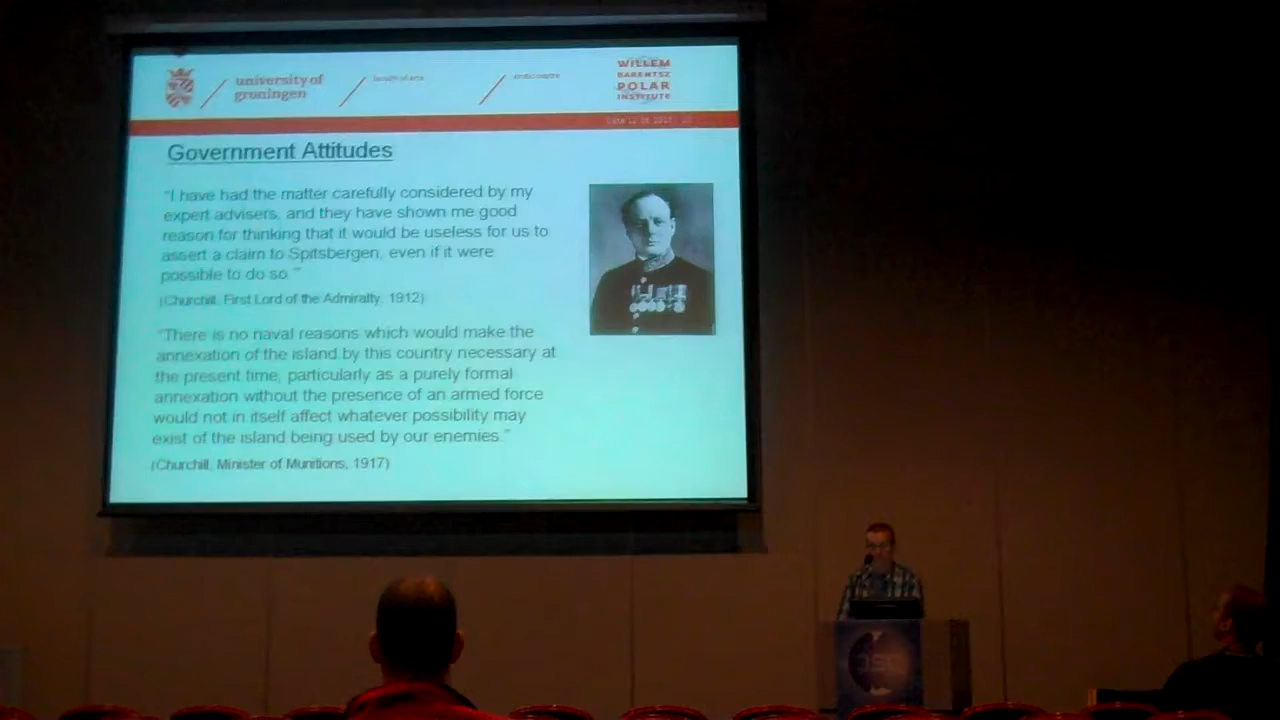 university of
groningen
faculty of arts
WILLEM
BARENTSZ
POLAR
INSTITUTE
Government Attitudes
"I have had the matter carefully considered by my
expert advisers, and they have shown me good
reason for thinking that it would be useless for us to
assert a claim to Spitsbergen, even if it were
possible to do so."
(Churchill, First Lord of the Admiralty, 1912)
"There is no naval reasons which would make the
annexation of the island by this country necessary at
the present time, particularly as a purely formal
annexation without the presence of an armed force
would not in itself affect whatever possibility may
exist of the island being used by our enemies."
(Churchill, Minister of Munitions, 1917)